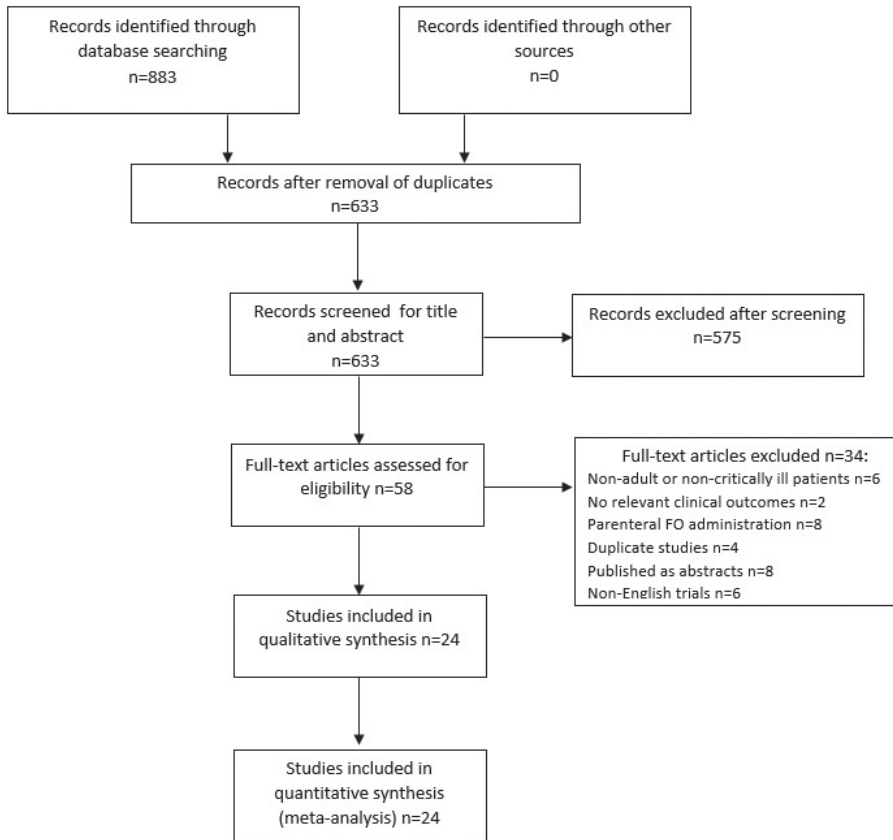 Records identified through
database searching
n=883
Records identified through other
sources
n=0
Records after removal of duplicates
n=633
Records screened for title
and abstract
n=633
Records excluded after screening
n=575
Full-text articles assessed for
eligibility n=58
Full-text articles excluded n=34:
Non-adult or non-critically ill patients n=6
No relevant clinical outcomes n=2
Parenteral FO administration n=8
Duplicate studies n=4
Published as abstracts n=8
Non-English trials n=6
Studies included in
qualitative synthesis n=24
Studies included in
quantitative synthesis
(meta-analysis) n=24